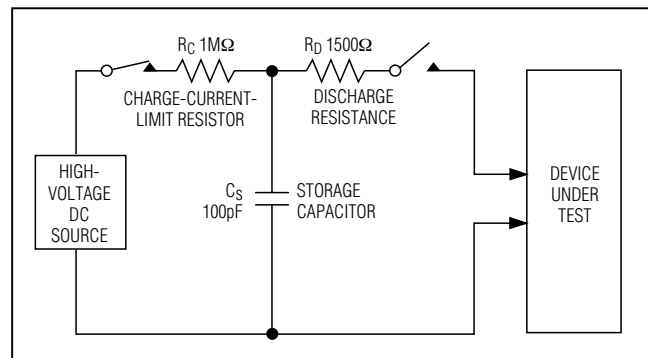 RC 1MΩ
CHARGE-CURRENT-
LIMIT RESISTOR
RD 1500Ω
DISCHARGE
RESISTANCE
HIGH-
VOLTAGE
DC
SOURCE
CS
100pF
STORAGE
CAPACITOR
DEVICE
UNDER
TEST